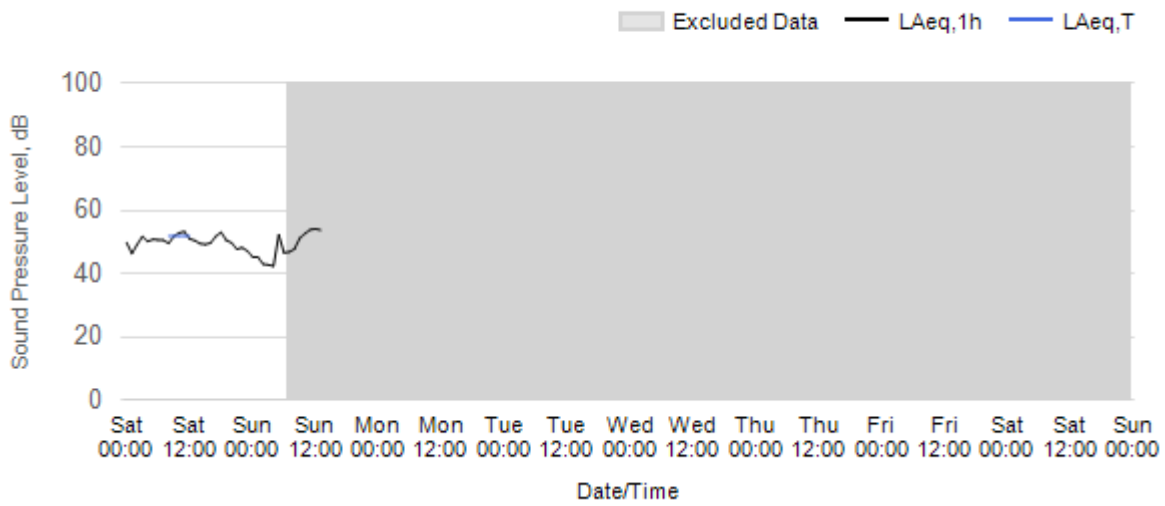 Excluded Data LAeq,1h LAeq,T
100
80
60
40
20
0
Sound Pressure Level, dB
Sat Sat Sun Sun Mon Mon Tue Tue Wed Wed Thu Thu Fri Fri Sat Sat Sun
00:00 12:00 00:00 12:00 00:00 12:00 00:00 12:00 00:00 12:00 00:00 12:00 00:00 12:00 00:00 12:00 00:00
Date/Time